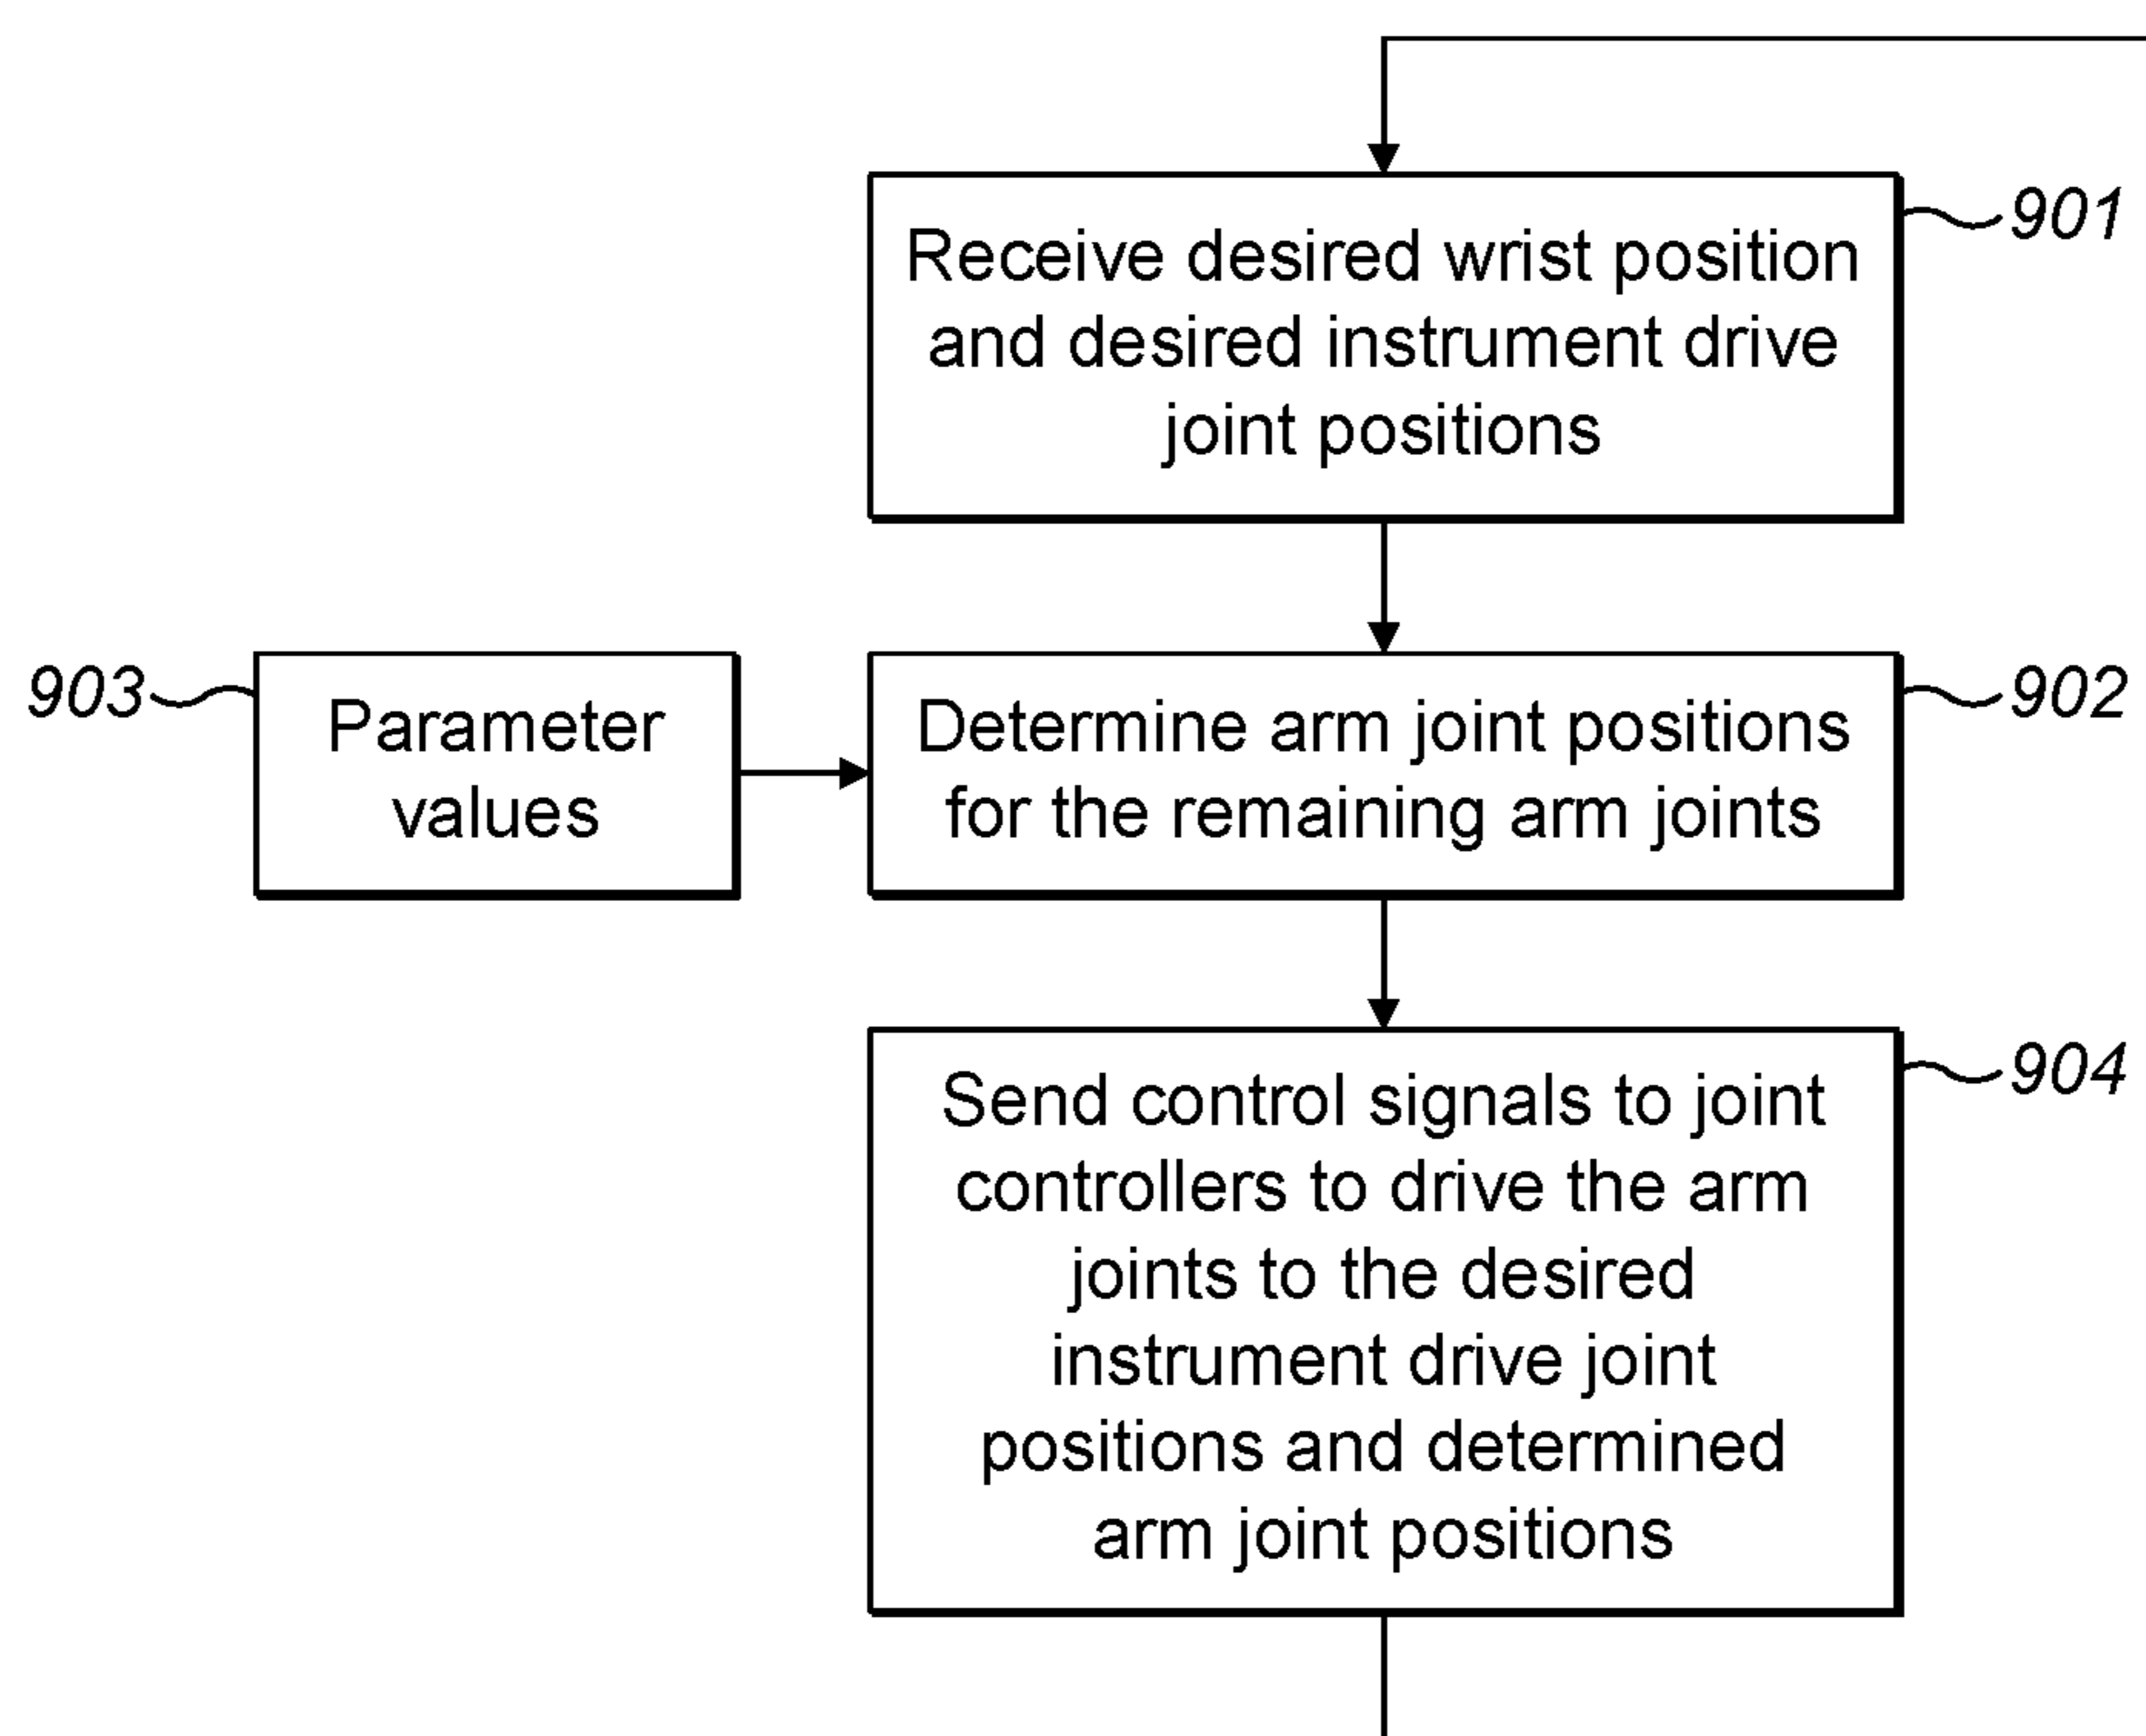 Receive desired wrist position
and desired instrument drive
joint positions
901
903
Parameter
values
Determine arm joint positions
for the remaining arm joints
902
Send control signals to joint
controllers to drive the arm
joints to the desired
instrument drive joint
positions and determined
arm joint positions
904